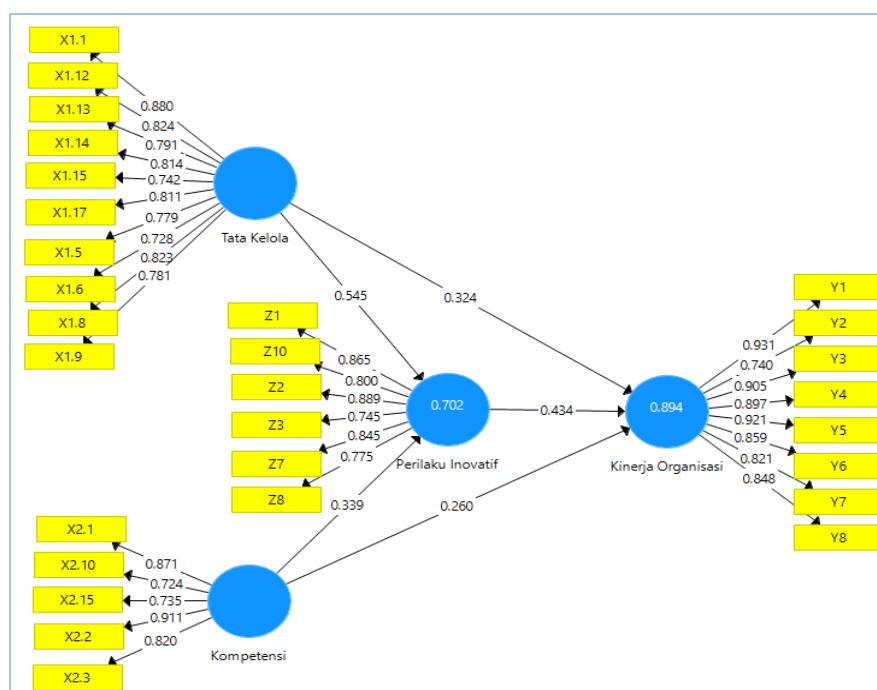 X1.1
X1.12
X1.13
X1.14
X1.15
X1.17
X1.5
X1.6
X1.8
X1.9
0.880
0.824
0.791
0.814
0.742
0.811
0.779
0.728
0.823
0.781
Tata Kelola
0.545
0.324
Z1
Z10
Z2
Z3
Z7
Z8
0.865
0.800
0.889
0.745
0.845
0.775
0.702
Perilaku Inovatif
0.434
0.894
Kinerja Organisasi
0.931
0.740
0.905
0.897
0.921
0.859
0.821
0.848
Y1
Y2
Y3
Y4
Y5
Y6
Y7
Y8
0.339
0.260
X2.1
X2.10
X2.15
X2.2
X2.3
0.871
0.724
0.735
0.911
0.820
Kompetensi